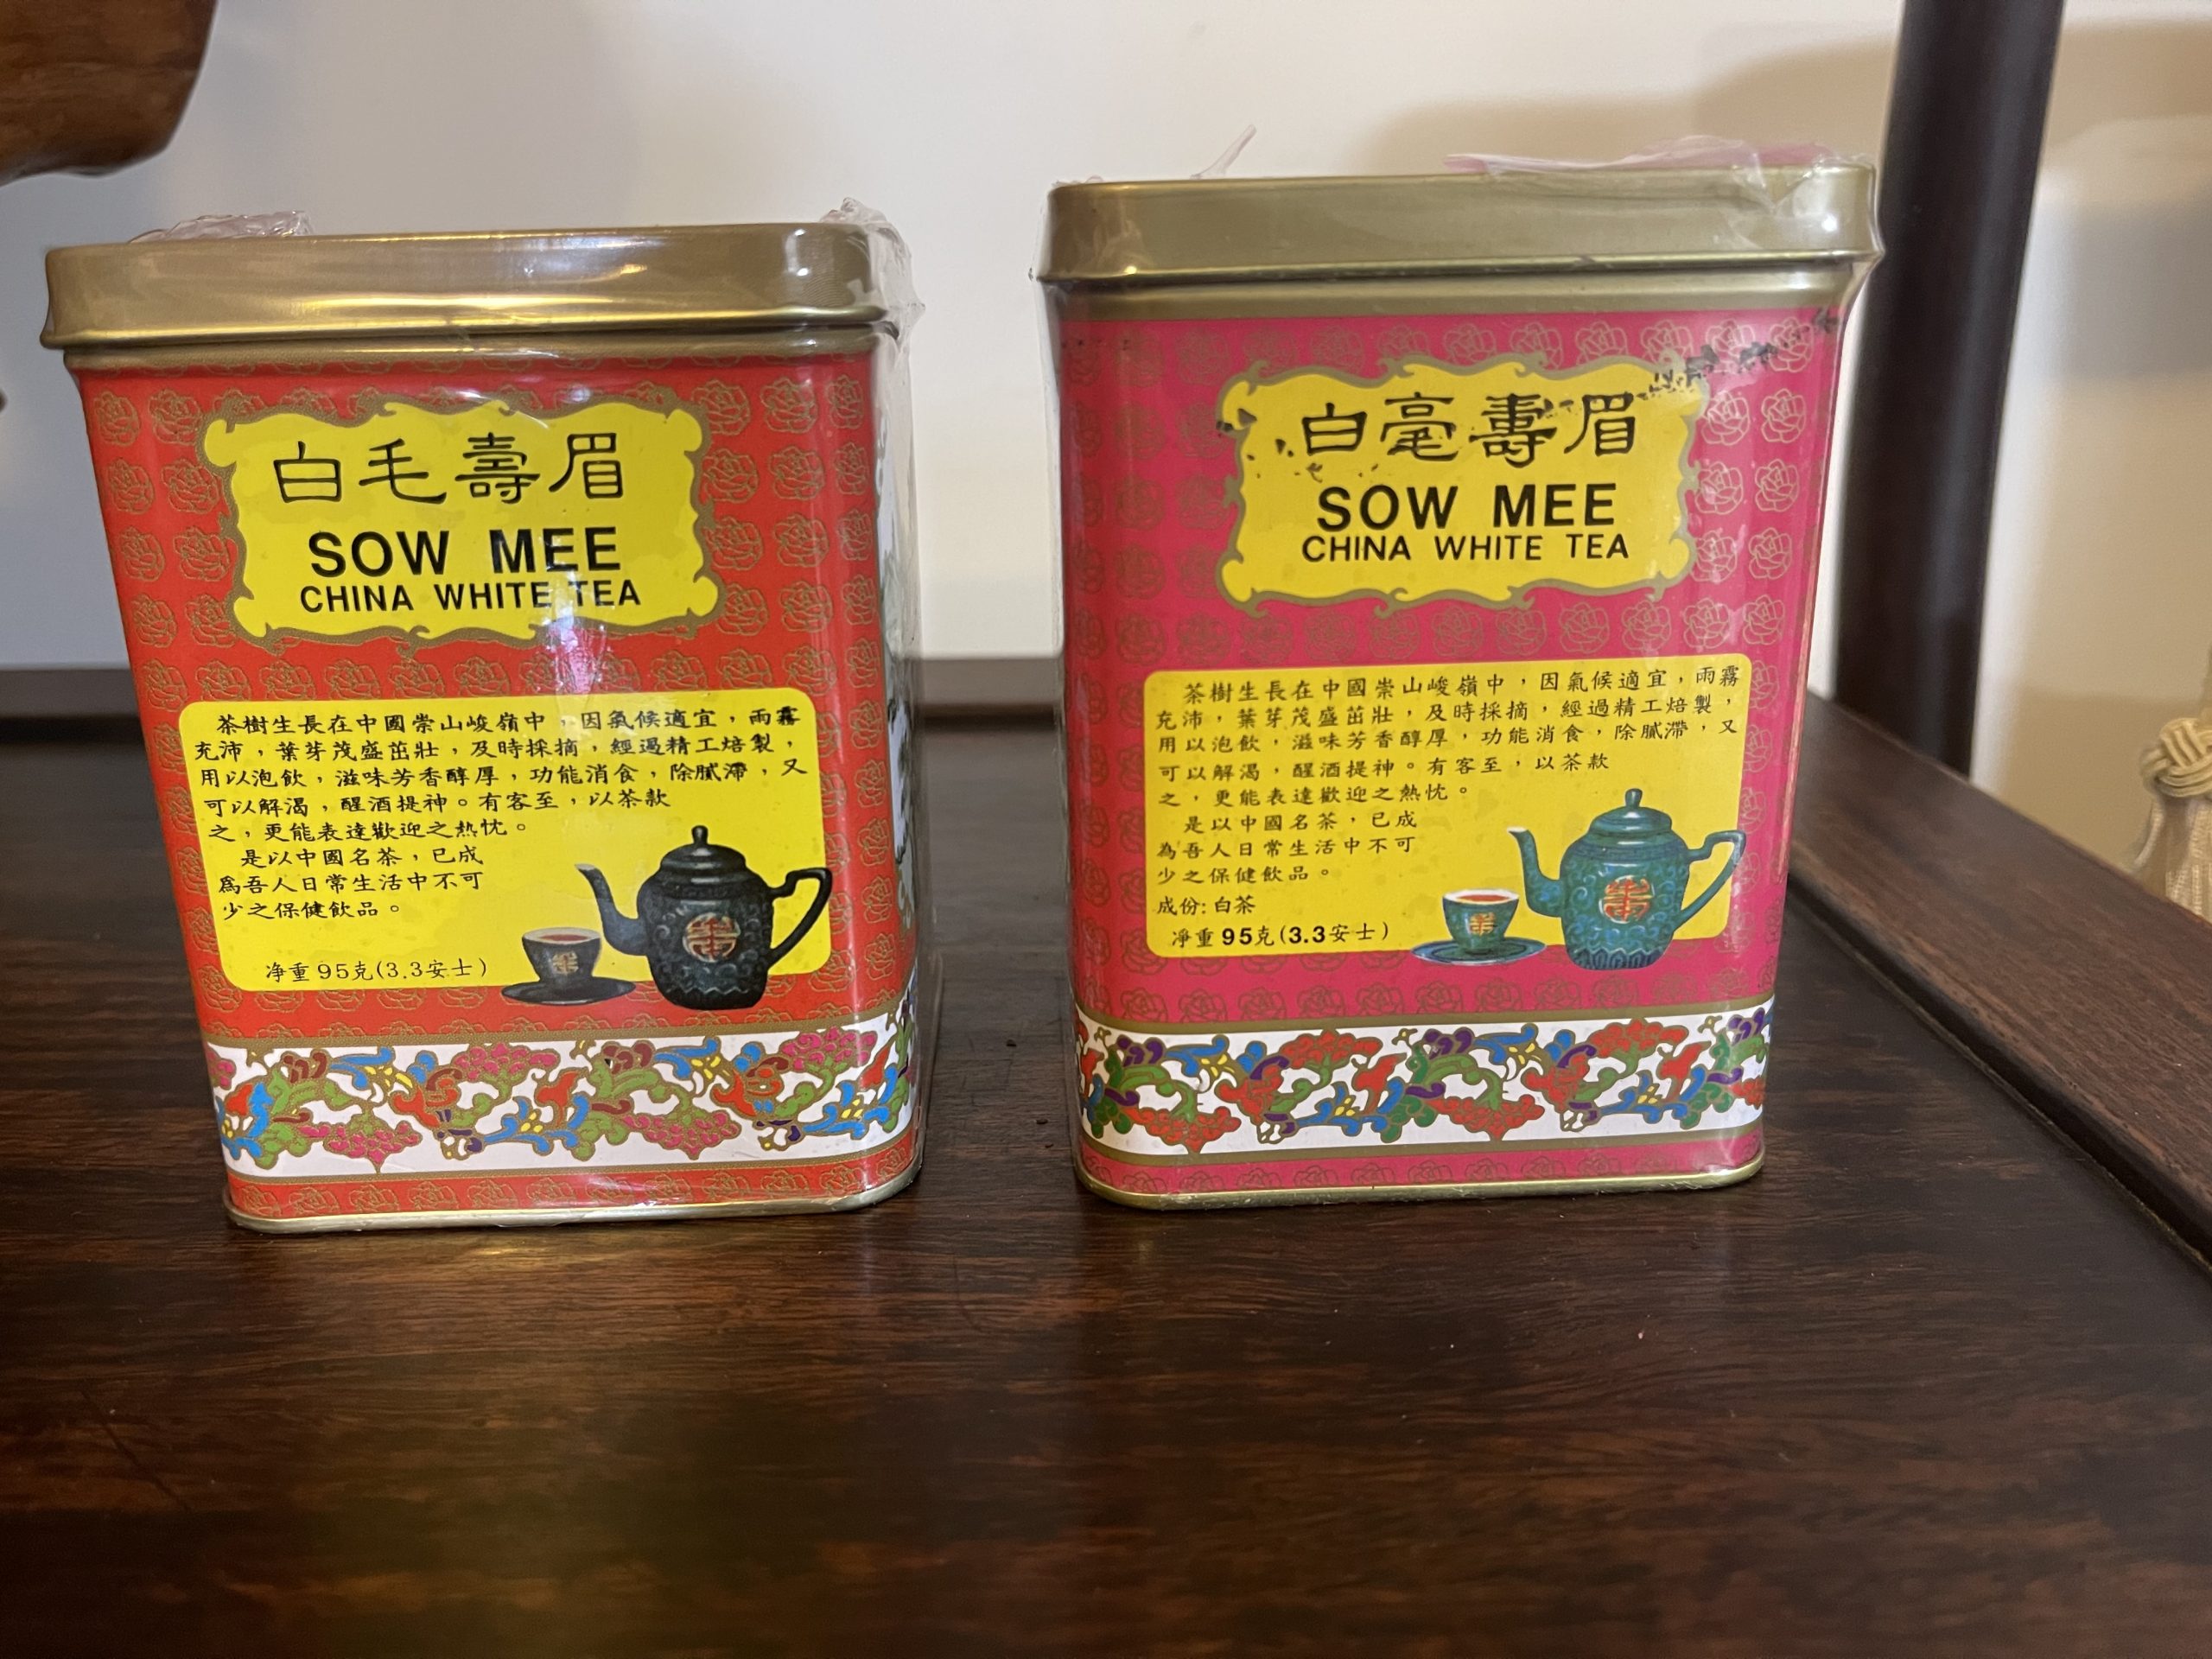 白毛壽眉
SOW MEE
CHINA WHITE TEA
茶樹生長在中國崇山峻嶺中，因氣候適宜，雨霧
充沛，葉芽茂盛茁壯，及時採摘，經過精工焙製，
用以泡飲，滋味芳香醇厚，功能消食，除膩滯，又
可以解渴，醒酒提神。有客至，以茶款
之，更能表達歡迎之熱忱。
是以中國名茶，已成
爲吾人日常生活中不可
少之保健飲品。
净重 95克(3.3安士)
白毫壽眉
SOW MEE
CHINA WHITE TEA
茶樹生長在中國崇山峻嶺中，因氣候適宜，雨霧
充沛，葉芽茂盛茁壯，及時採摘，經過精工焙製，
用以泡飲，滋味芳香醇厚，功能消食，除膩滯，又
可以解渴，醒酒提神。有客至，以茶款
之，更能表達歡迎之熱忱。
是以中國名茶，已成
為吾人日常生活中不可
少之保健飲品。
成份: 白茶
淨重 95克(3.3安士)